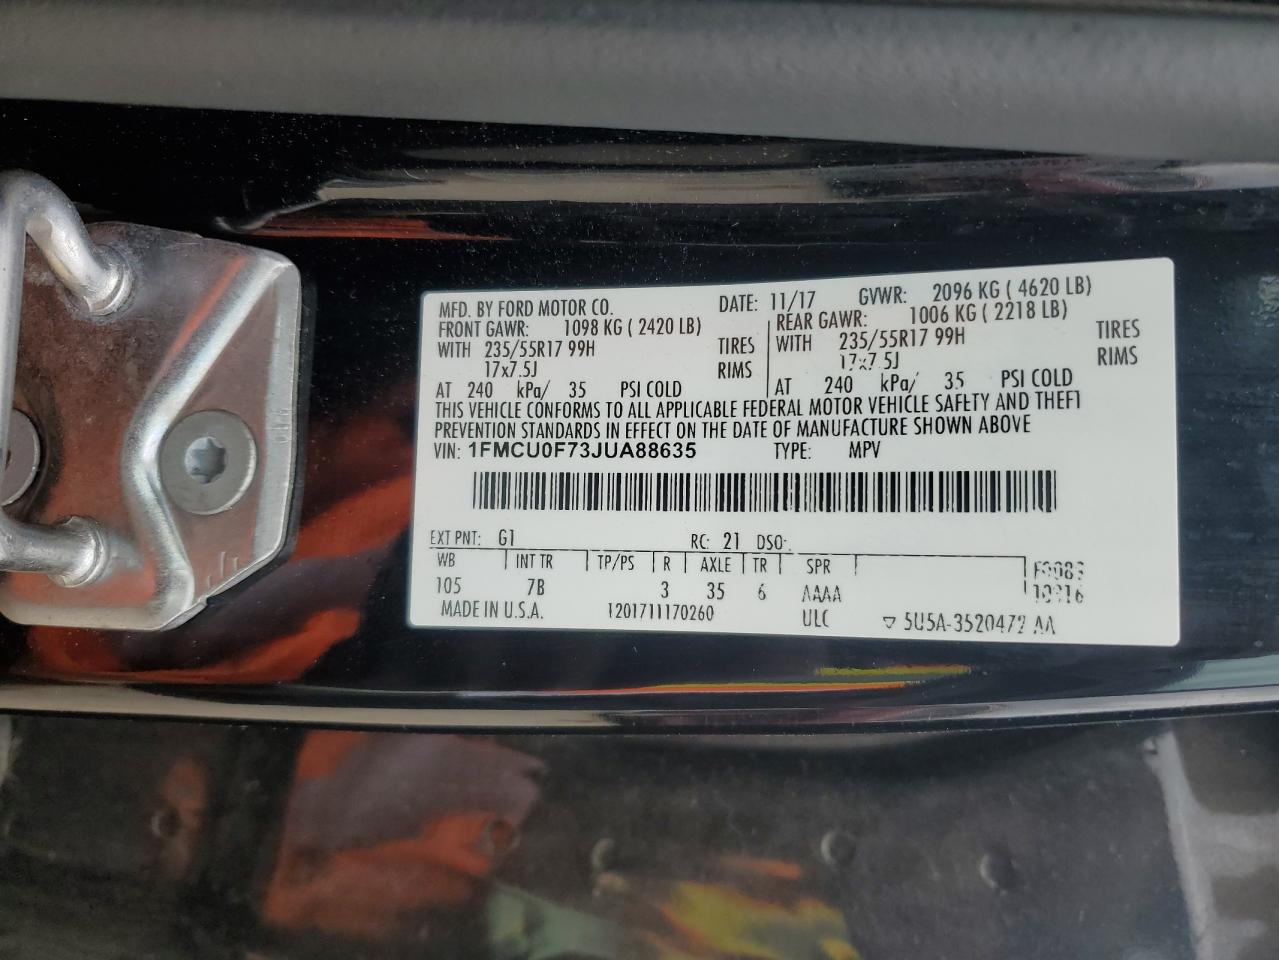 MFD. BY FORD MOTOR CO. DATE: 11/17 GVWR: 2096 KG ( 4620 LB)
FRONT GAWR: 1098 KG ( 2420 LB) REAR GAWR: 1006 KG ( 2218 LB)
WITH 235/55R17 99H TIRES WITH 235/55R17 99H TIRES
17x7.5J RIMS 17x7.5J RIMS
AT 240 kPa/ 35 PSI COLD AT 240 kPa/ 35 PSI COLD
THIS VEHICLE CONFORMS TO ALL APPLICABLE FEDERAL MOTOR VEHICLE SAFETY AND THEFT
PREVENTION STANDARDS IN EFFECT ON THE DATE OF MANUFACTURE SHOWN ABOVE
VIN: 1FMCU0F73JUA88635 TYPE: MPV
EXT PNT: G1 RC: 21 DSO:
WB INT TR TP/PS R AXLE TR SPR
105 7B 3 35 6 AAAA
MADE IN U.S.A. 1201711170260 ULC ▽ 5U5A-3520472 AA